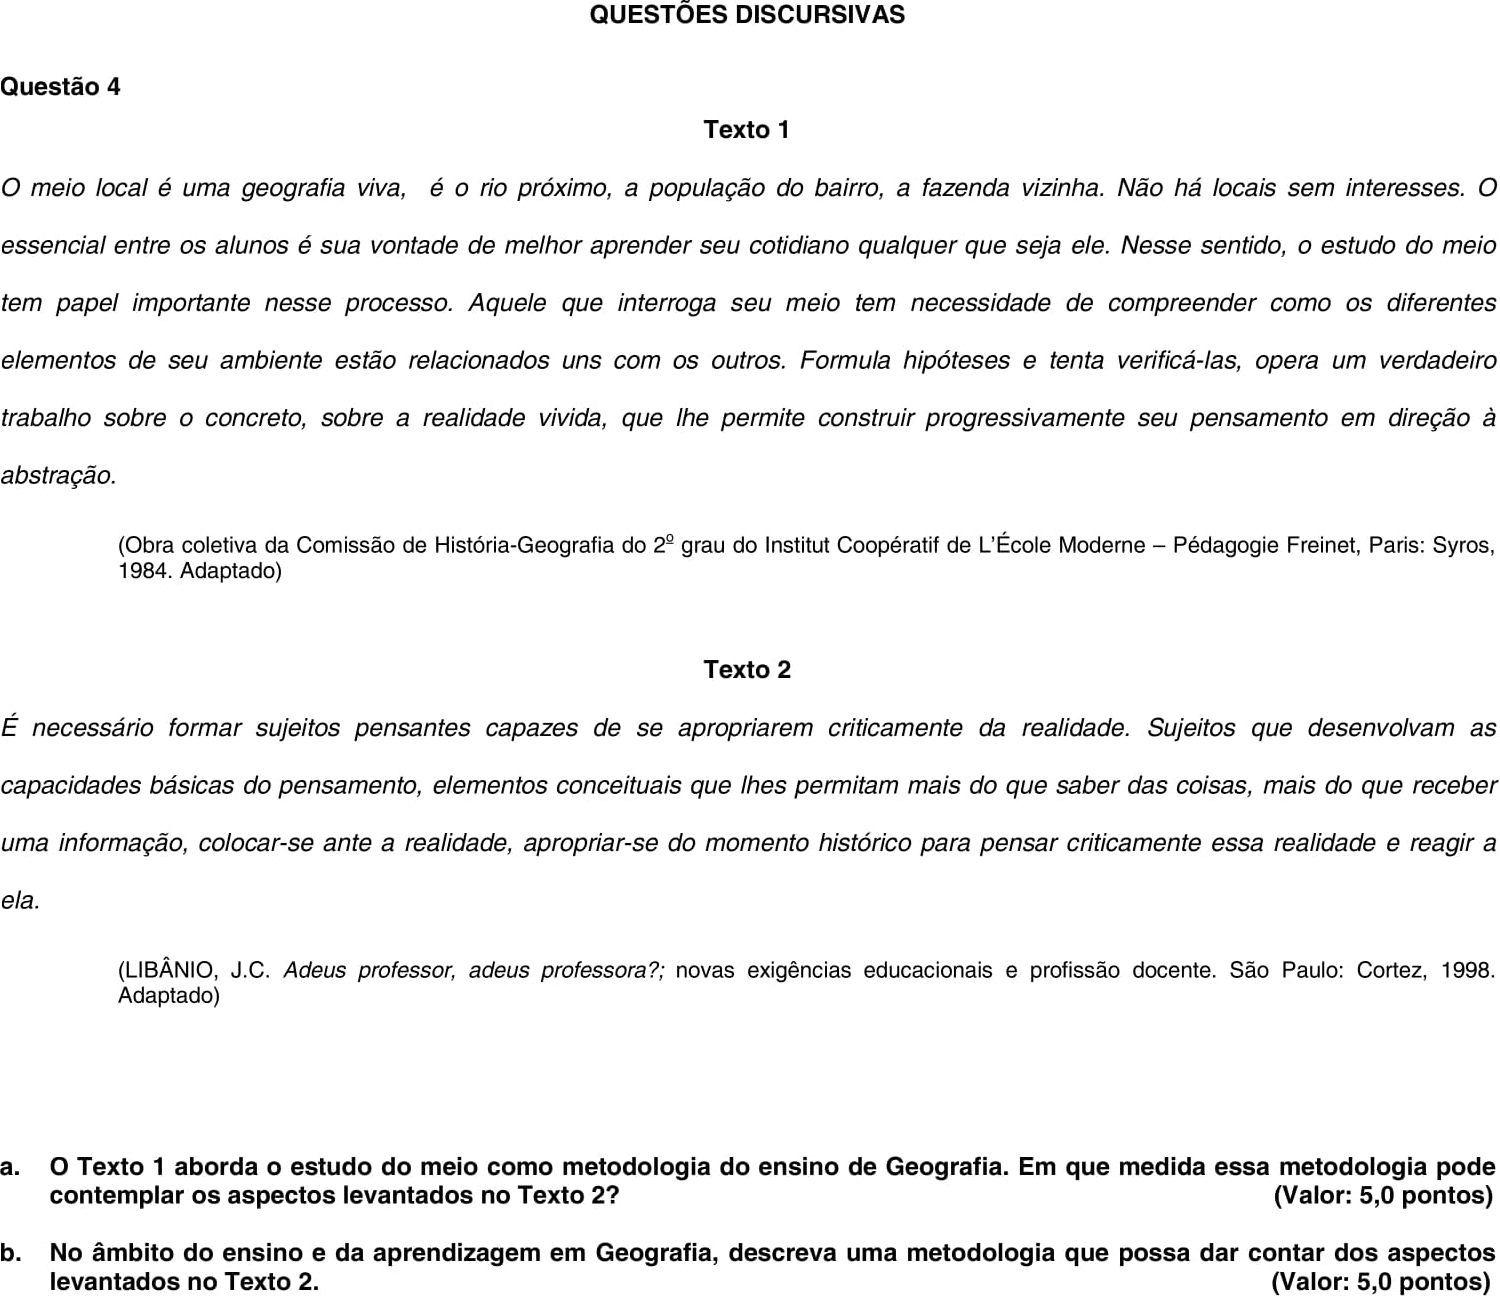 QUESTÕES DISCURSIVAS
Questão 4
Texto 1
O meio local é uma geografia viva, é o rio próximo, a população do bairro, a fazenda vizinha. Não há locais sem interesses. O
essencial entre os alunos é sua vontade de melhor aprender seu cotidiano qualquer que seja ele. Nesse sentido, o estudo do meio
tem papel importante nesse processo. Aquele que interroga seu meio tem necessidade de compreender como os diferentes
elementos de seu ambiente estão relacionados uns com os outros. Formula hipóteses e tenta verificá-las, opera um verdadeiro
trabalho sobre o concreto, sobre a realidade vivida, que lhe permite construir progressivamente seu pensamento em direção à
abstração.
(Obra coletiva da Comissão de História-Geografia do 2º grau do Institut Coopératif de L’École Moderne – Pédagogie Freinet, Paris: Syros,
1984. Adaptado)
Texto 2
É necessário formar sujeitos pensantes capazes de se apropriarem criticamente da realidade. Sujeitos que desenvolvam as
capacidades básicas do pensamento, elementos conceituais que lhes permitam mais do que saber das coisas, mais do que receber
uma informação, colocar-se ante a realidade, apropriar-se do momento histórico para pensar criticamente essa realidade e reagir a
ela.
(LIBÂNIO, J.C. Adeus professor, adeus professora?; novas exigências educacionais e profissão docente. São Paulo: Cortez, 1998.
Adaptado)
a. O Texto 1 aborda o estudo do meio como metodologia do ensino de Geografia. Em que medida essa metodologia pode
contemplar os aspectos levantados no Texto 2? (Valor: 5,0 pontos)
b. No âmbito do ensino e da aprendizagem em Geografia, descreva uma metodologia que possa dar contar dos aspectos
levantados no Texto 2. (Valor: 5,0 pontos)